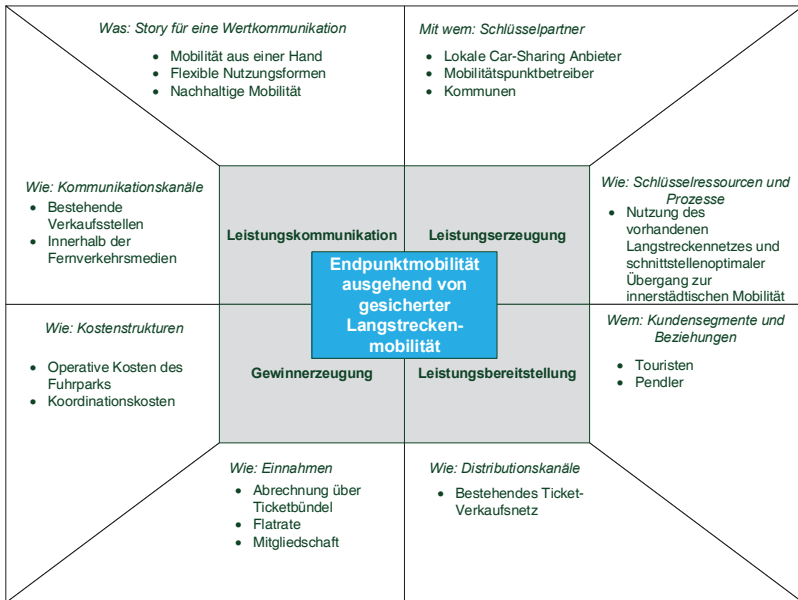 Was: Story für eine Wertkommunikation
• Mobilität aus einer Hand
• Flexible Nutzungsformen
• Nachhaltige Mobilität
Mit wem: Schlüsselpartner
• Lokale Car-Sharing Anbieter
• Mobilitätspunktbetreiber
• Kommunen
Wie: Kommunikationskanäle
• Bestehende
Verkaufsstellen
• Innerhalb der
Fernverkehrsmedien
Leistungskommunikation
Leistungserzeugung
Wie: Schlüsselressourcen und
Prozesse
• Nutzung des
vorhandenen
Langstreckennetzes und
schnittstellenoptimaler
Übergang zur
innerstädtischen Mobilität
Endpunktmobilität
ausgehend von
gesicherter
Langstrecken-
mobilität
Wie: Kostenstrukturen
• Operative Kosten des
Fuhrparks
• Koordinationskosten
Gewinnerzeugung
Leistungsbereitstellung
Wem: Kundensegmente und
Beziehungen
• Touristen
• Pendler
Wie: Einnahmen
• Abrechnung über
Ticketbündel
• Flatrate
• Mitgliedschaft
Wie: Distributionskanäle
• Bestehendes Ticket-
Verkaufsnetz